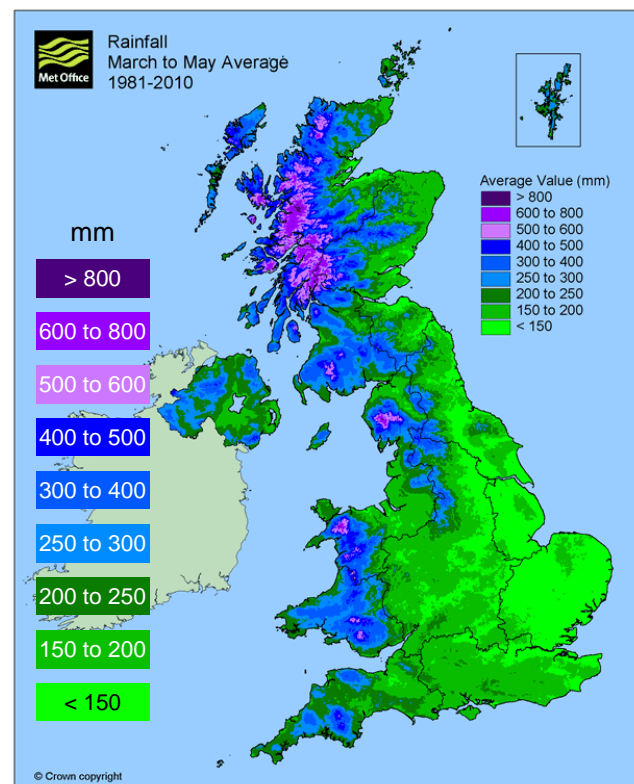 Met Office
Rainfall
March to May Average
1981-2010
Average Value (mm)
> 800
600 to 800
500 to 600
400 to 500
300 to 400
250 to 300
200 to 250
150 to 200
< 150
mm
> 800
600 to 800
500 to 600
400 to 500
300 to 400
250 to 300
200 to 250
150 to 200
< 150
© Crown copyright